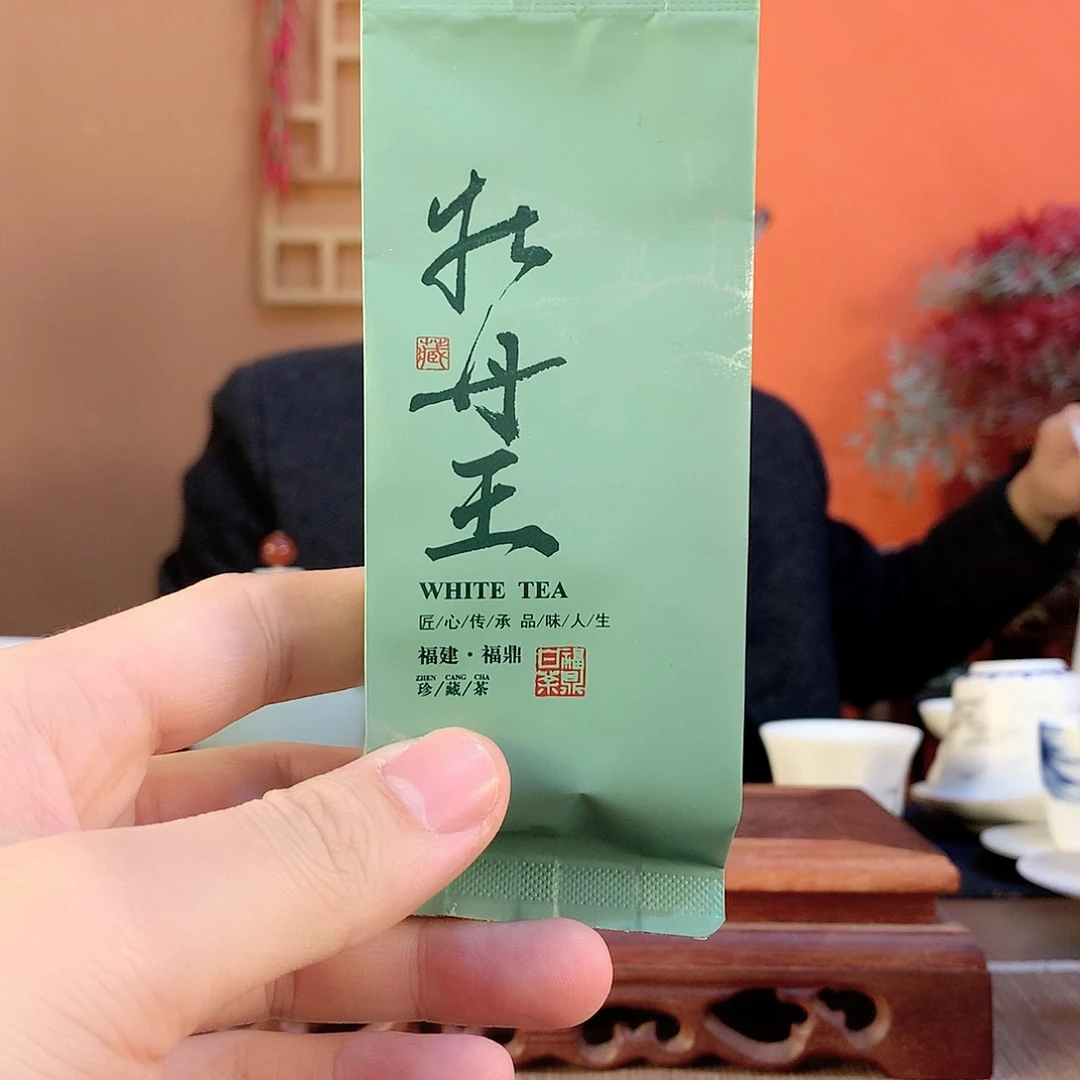 牡丹王
藏
WHITE TEA
匠/心/传/承 品/味/人/生
福建·福鼎
ZHEN CANG CHA
珍/藏/茶
福鼎
白茶